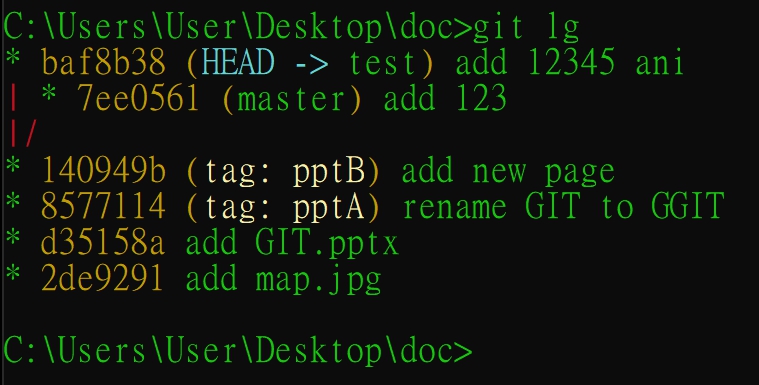 C:\Users\User\Desktop\doc>git lg
* baf8b38 (HEAD -> test) add 12345 ani
| * 7ee0561 (master) add 123
|/
* 140949b (tag: pptB) add new page
* 8577114 (tag: pptA) rename GIT to GGIT
* d35158a add GIT.pptx
* 2de9291 add map.jpg
C:\Users\User\Desktop\doc>